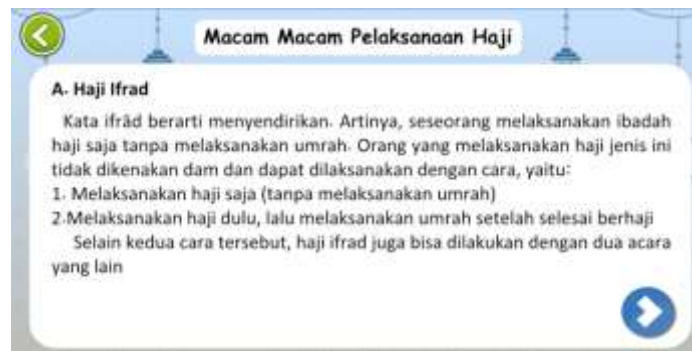 Macam Macam Pelaksanaan Haji
A. Haji Ifrad
Kata ifrâd berarti menyendirikan. Artinya, seseorang melaksanakan ibadah
haji saja tanpa melaksanakan umrah. Orang yang melaksanakan haji jenis ini
tidak dikenakan dam dan dapat dilaksanakan dengan cara, yaitu:
1. Melaksanakan haji saja (tanpa melaksanakan umrah)
2.Melaksanakan haji dulu, lalu melaksanakan umrah setelah selesai berhaji
Selain kedua cara tersebut, haji ifrad juga bisa dilakukan dengan dua acara
yang lain